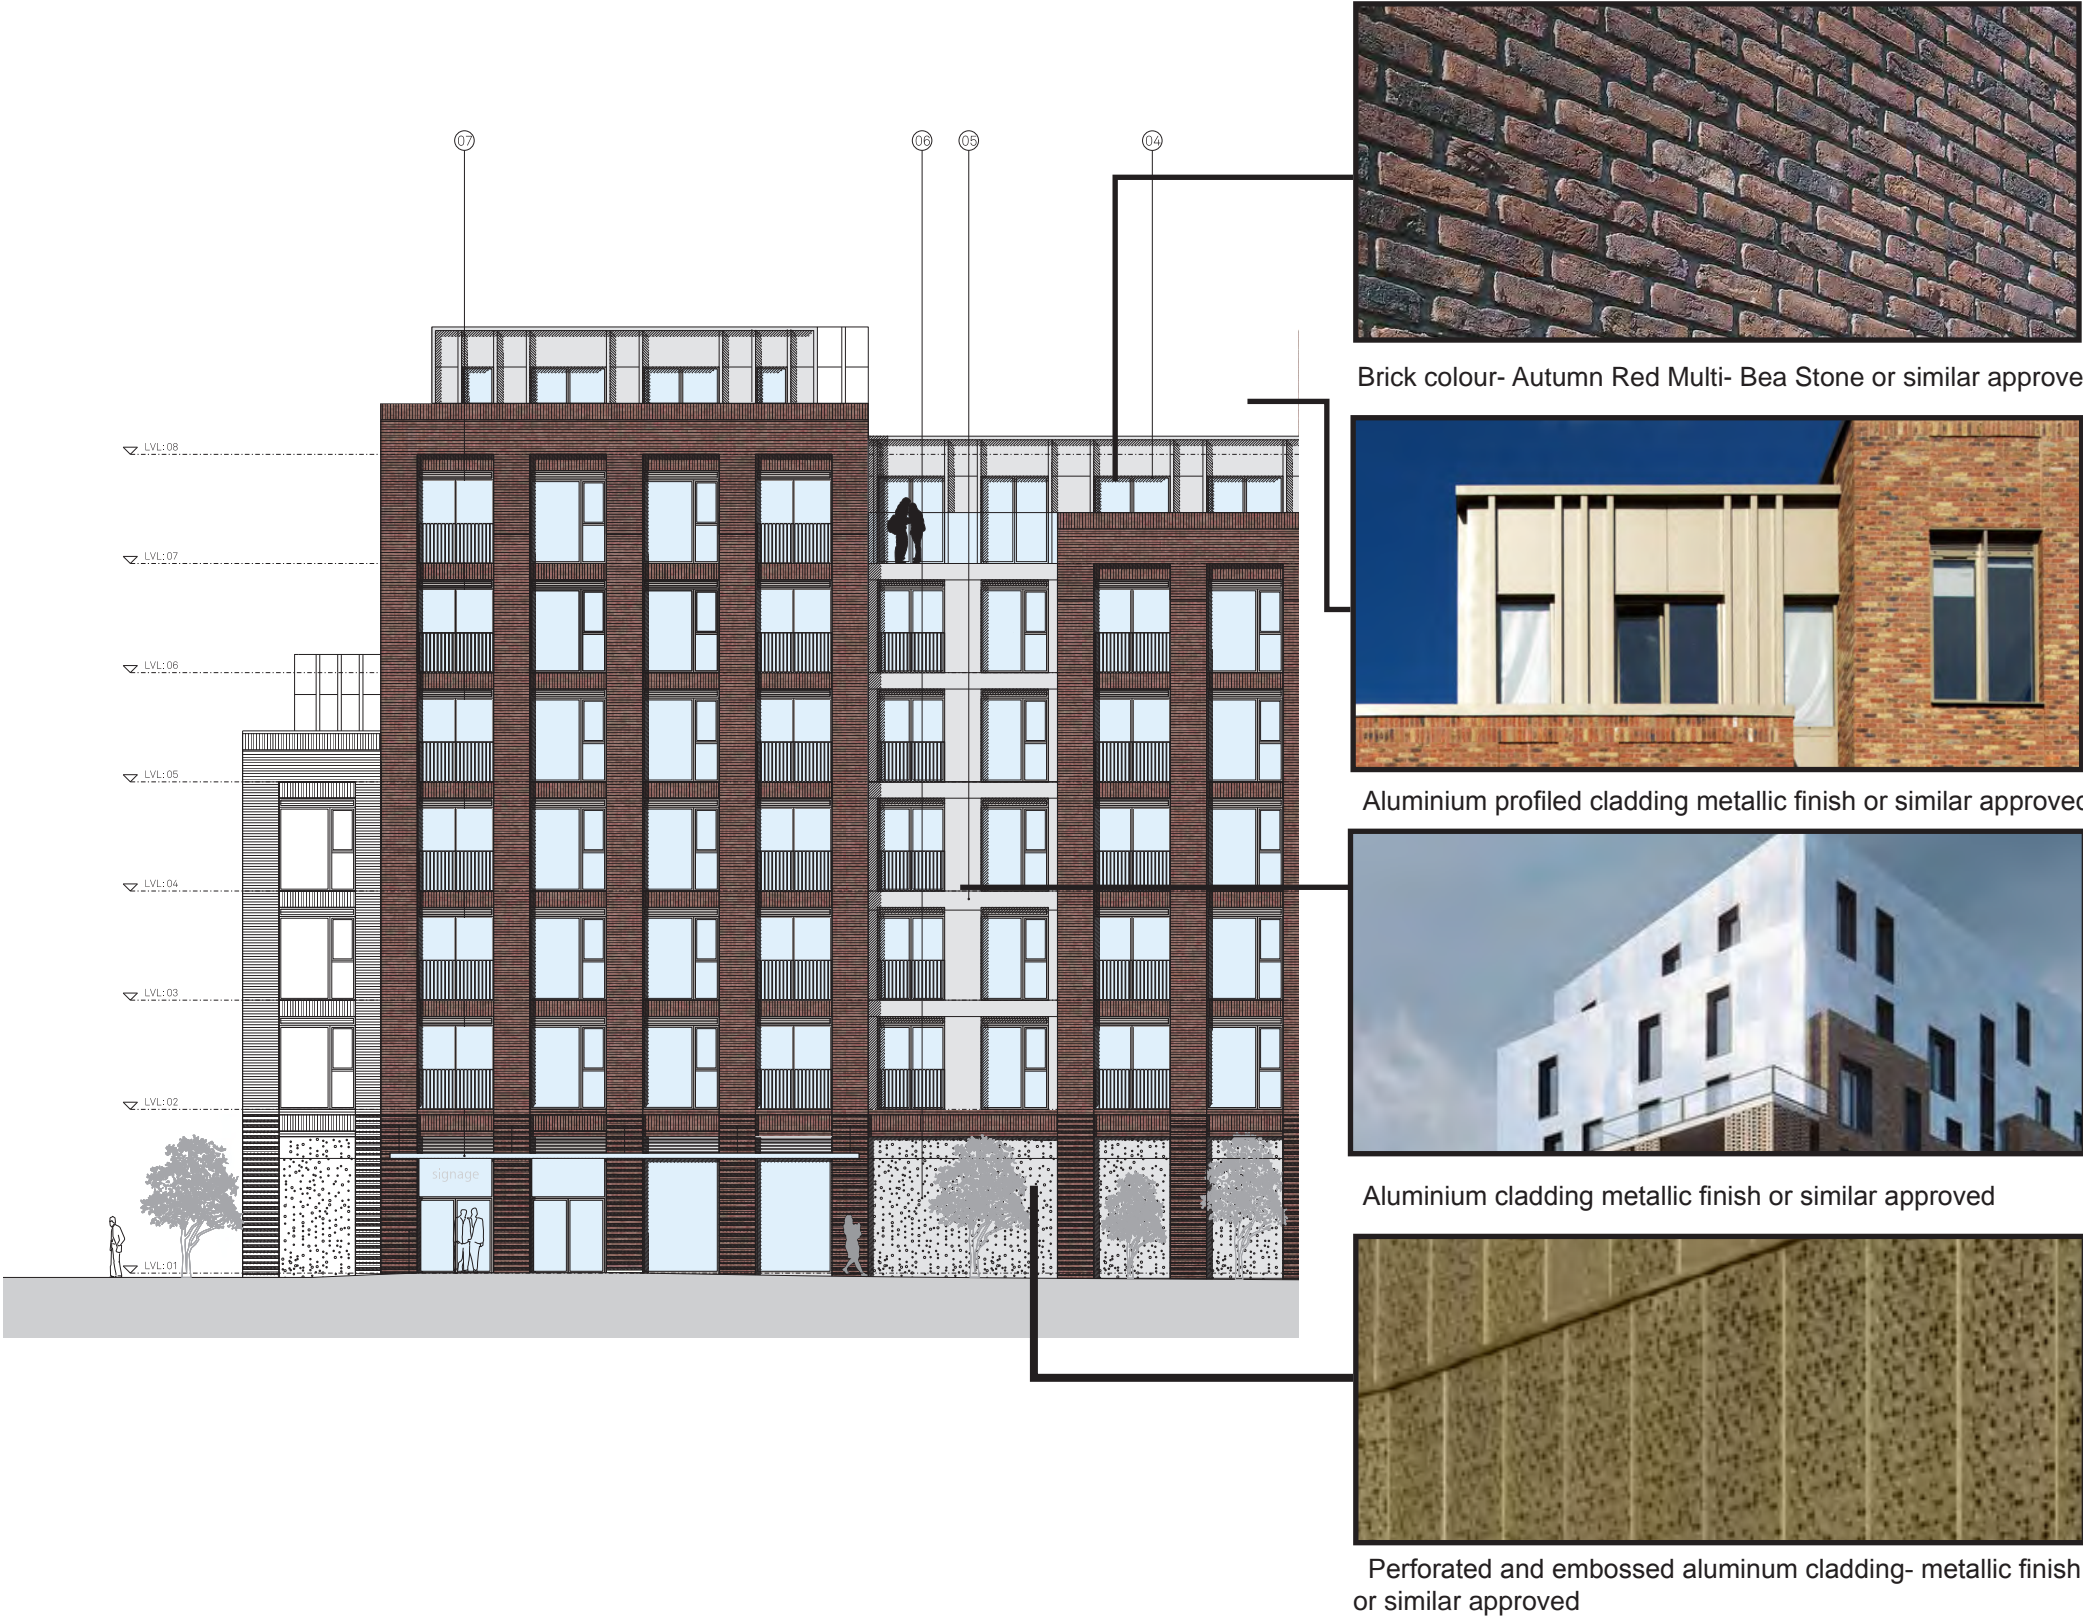 07
06
05
04
Brick colour- Autumn Red Multi- Bea Stone or similar approve
LVL:08
LVL:07
LVL:06
LVL:05
LVL:04
LVL:03
LVL:02
LVL:01
signage
Aluminium profiled cladding metallic finish or similar approved
Aluminium cladding metallic finish or similar approved
Perforated and embossed aluminum cladding- metallic finish
or similar approved